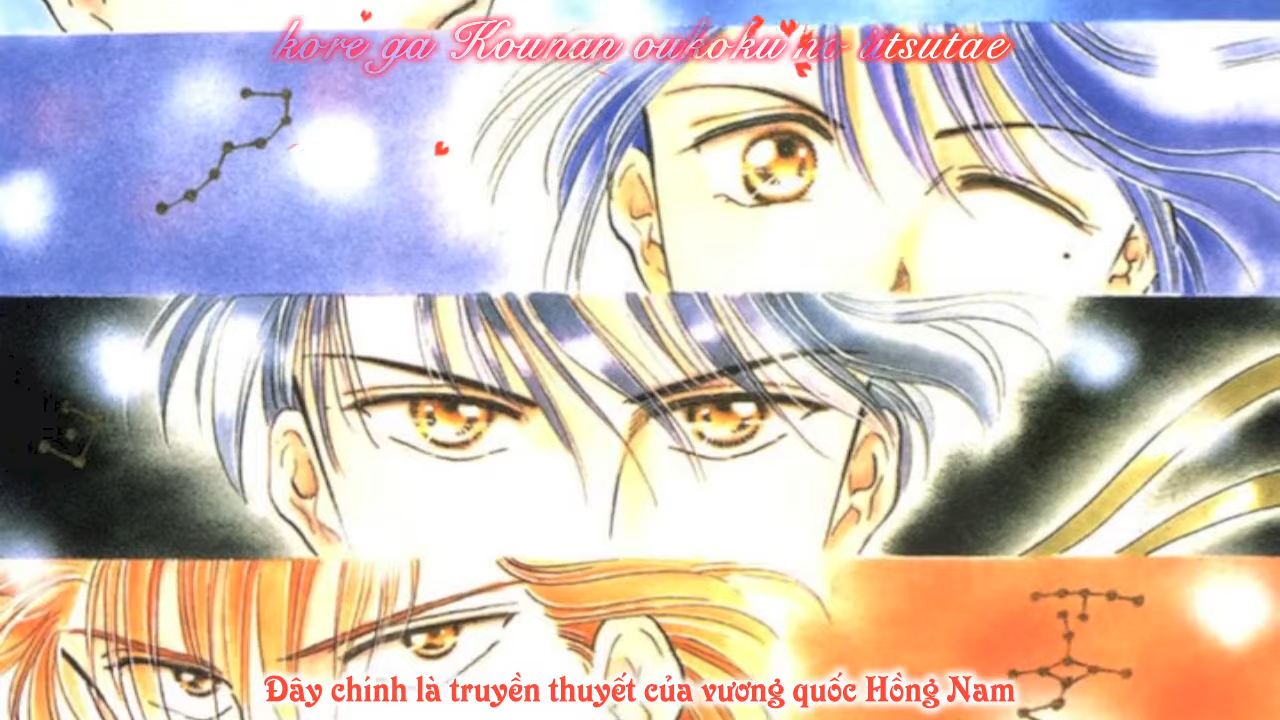 kore ga Kounan oukoku no iitsutae
Đây chính là truyền thuyết của vương quốc Hồng Nam